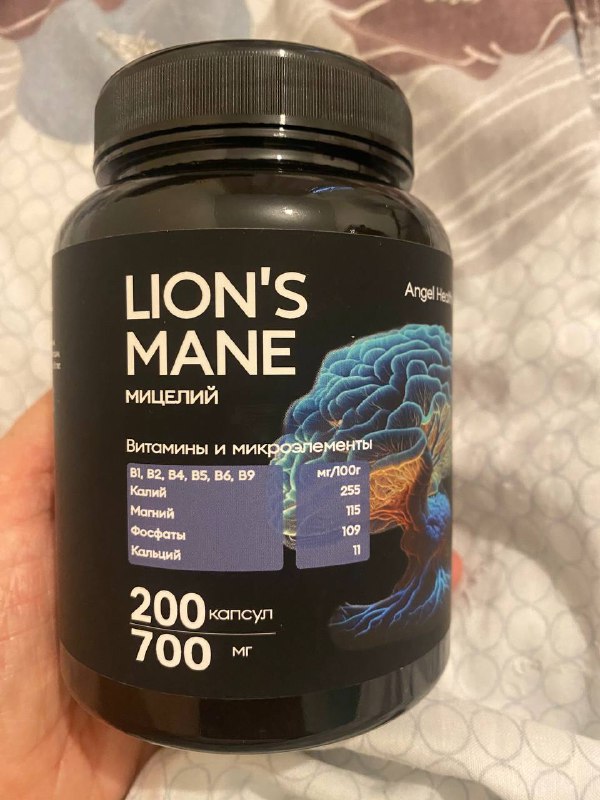 LION'S
MANE
МИЦЕЛИЙ
Angel
Витамины и микроэлементы
B1, B2, B4, B5, B6, B9 мг/100г
Калий 255
Магний 115
Фосфаты 109
Кальций 11
200 капсул
700 мг